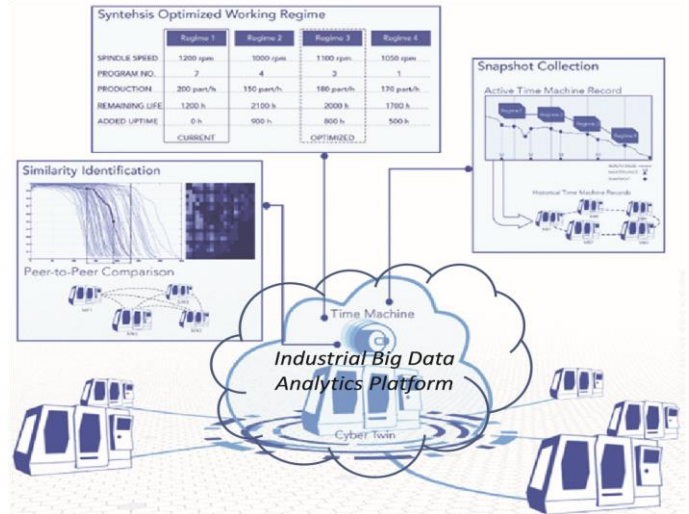 Syntehsis Optimized Working Regime
Regime 1 Regime 2 Regime 3 Regime 4
SPINDLE SPEED 1200 rpm 1000 rpm 1100 rpm 1050 rpm
PROGRAM NO. 7 4 3 1
PRODUCTION 200 part/h 150 part/h 180 part/h 170 part/h
REMAINING LIFE 1200 h 2100 h 2000 h 1700 h
ADDED UPTIME 0 h 900 h 800 h 500 h
CURRENT OPTIMIZED
Snapshot Collection
Active Time Machine Record
Historical Time Machine Records
Similarity Identification
Peer-to-Peer Comparison
Time Machine
Industrial Big Data
Analytics Platform
Cyber Twin